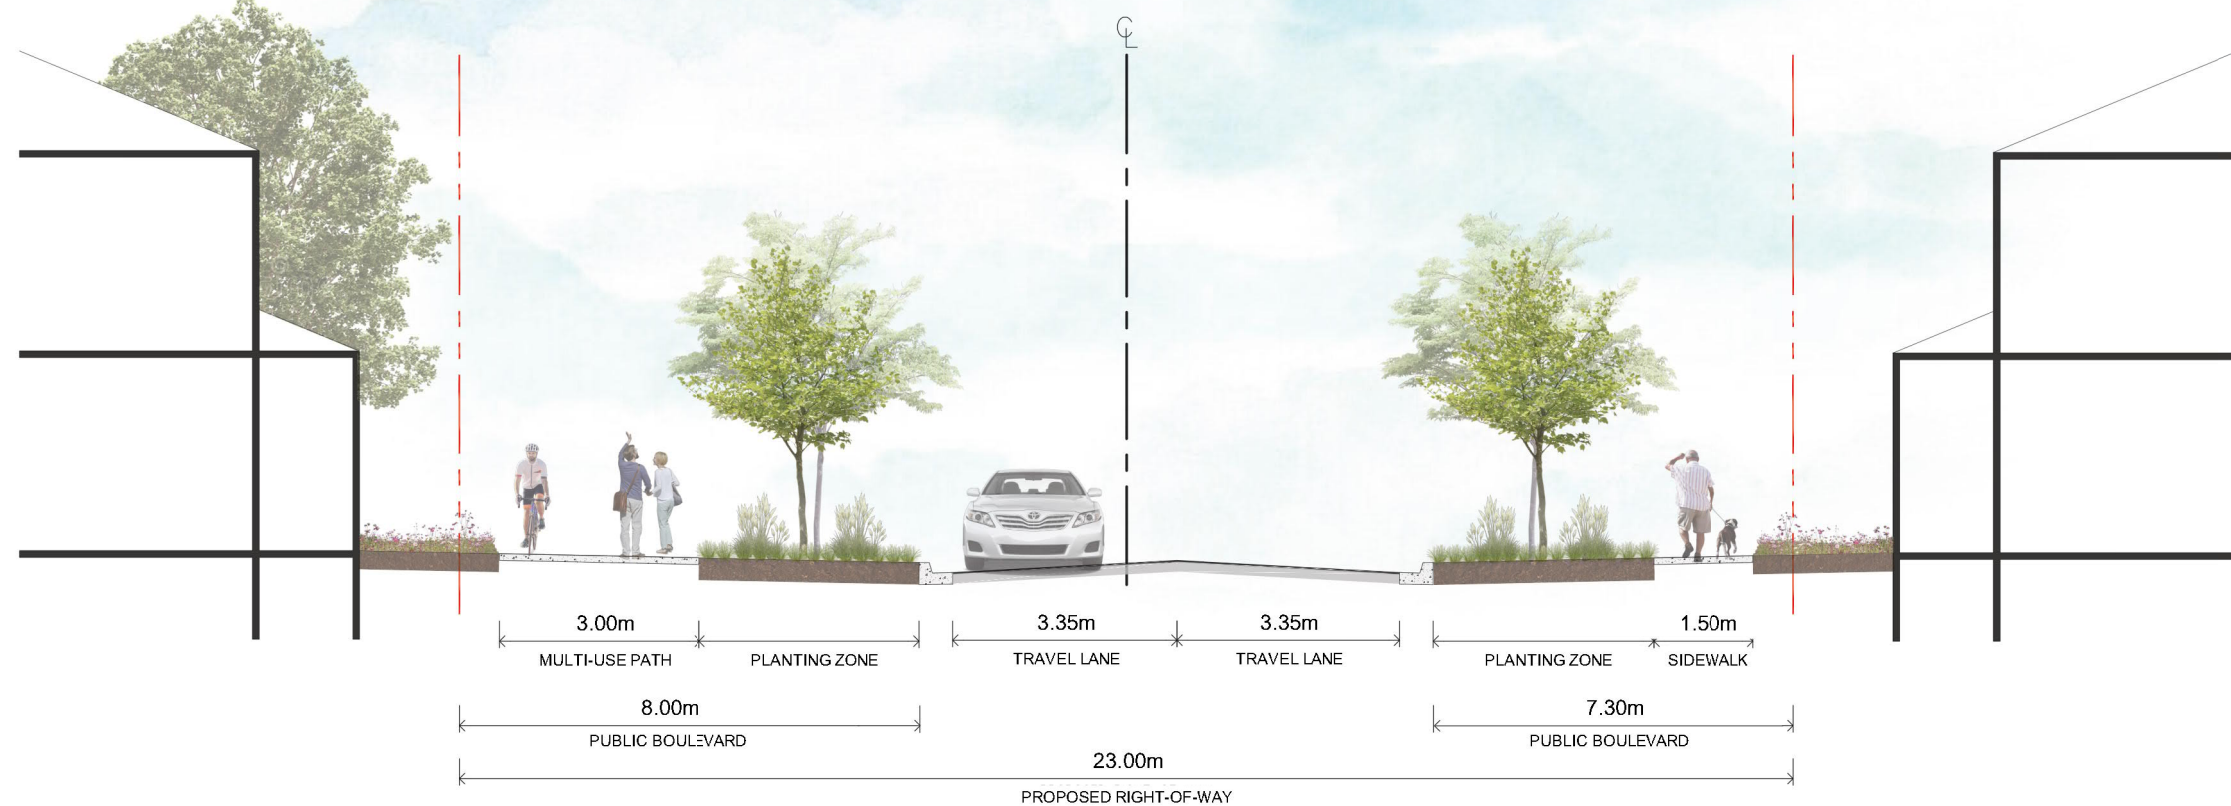 ℄
3.00m
3.35m
3.35m
1.50m
MULTI-USE PATH
PLANTING ZONE
TRAVEL LANE
TRAVEL LANE
PLANTING ZONE
SIDEWALK
8.00m
7.30m
PUBLIC BOULEVARD
PUBLIC BOULEVARD
23.00m
PROPOSED RIGHT-OF-WAY